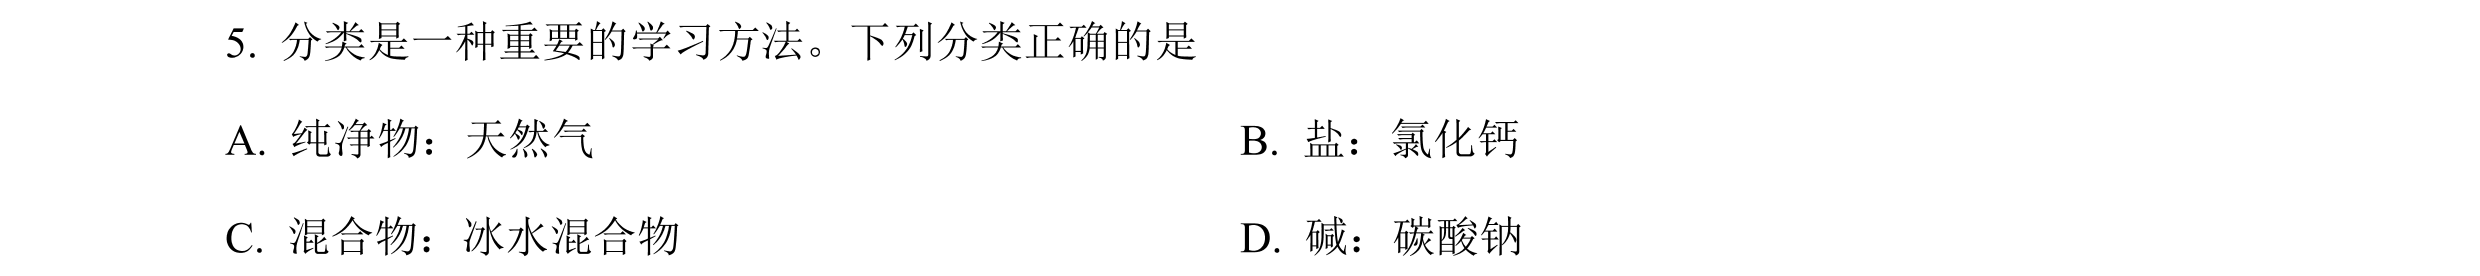 5. 分类是一种重要的学习方法。下列分类正确的是
A. 纯净物：天然气 B. 盐：氯化钙
C. 混合物：冰水混合物 D. 碱：碳酸钠